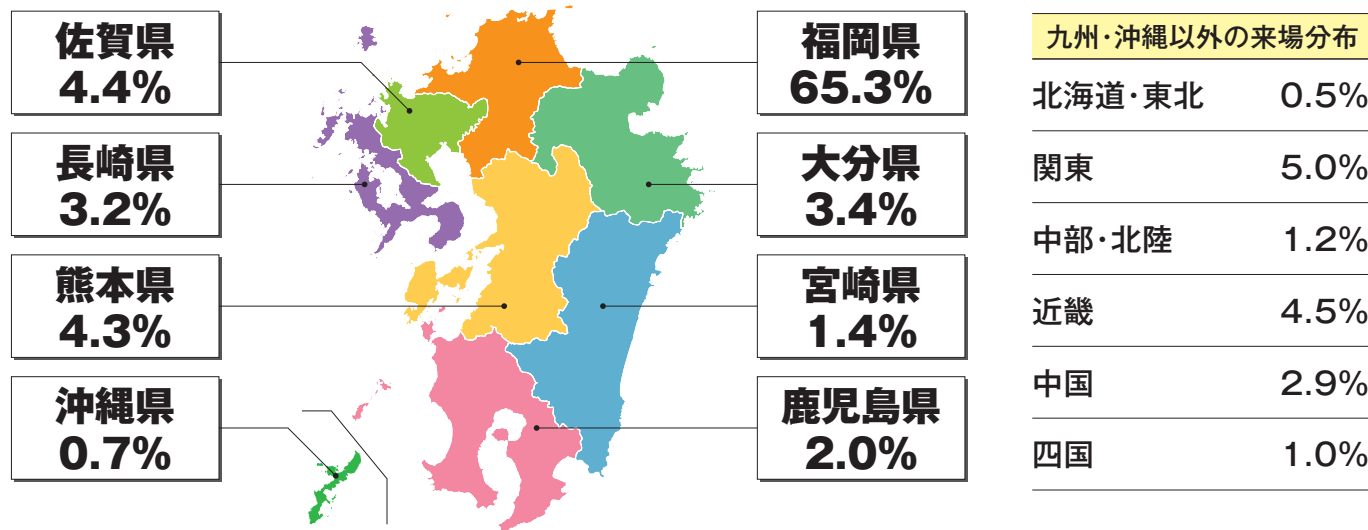 佐賀県
4.4%
長崎県
3.2%
熊本県
4.3%
沖縄県
0.7%
福岡県
65.3%
大分県
3.4%
宮崎県
1.4%
鹿児島県
2.0%
九州・沖縄以外の来場分布
北海道・東北 0.5%
関東 5.0%
中部・北陸 1.2%
近畿 4.5%
中国 2.9%
四国 1.0%